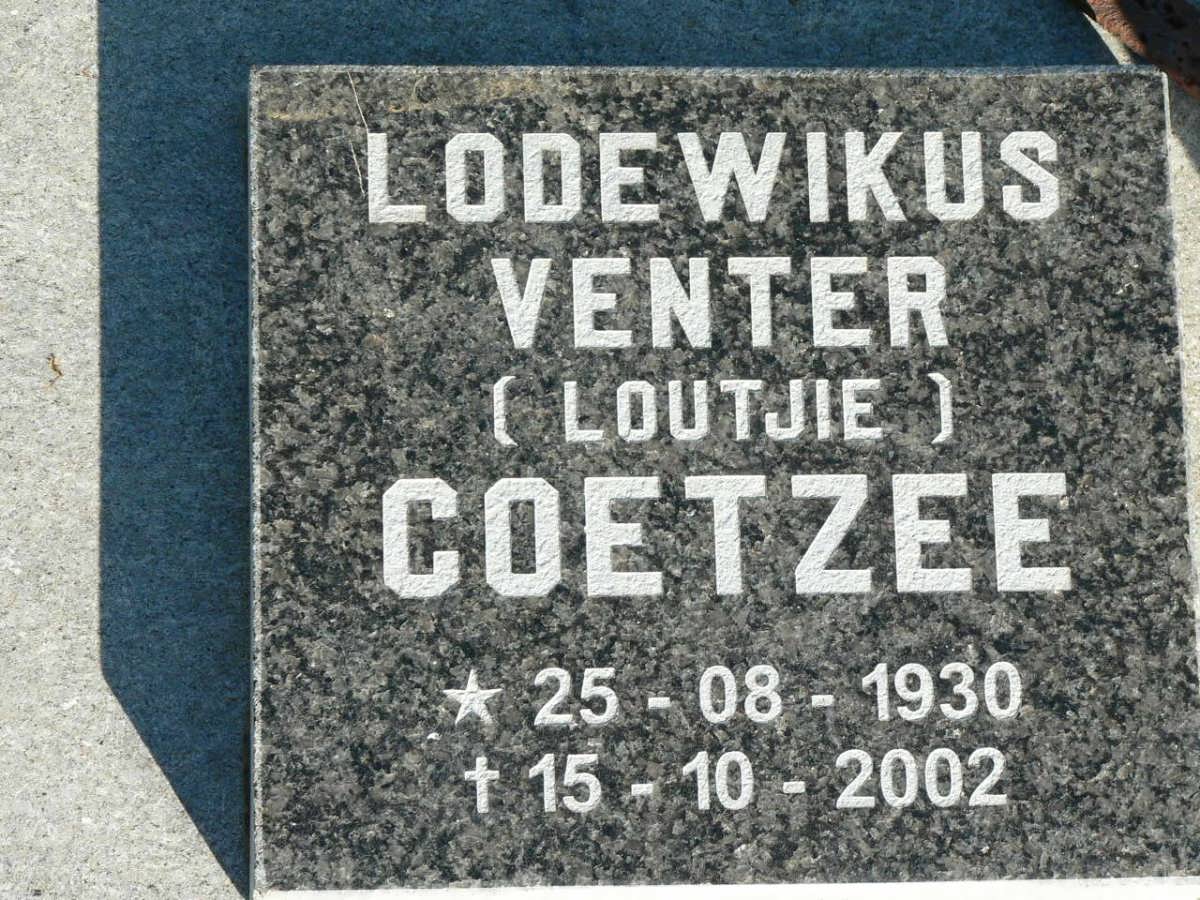 LODEWIKUS
VENTER
( LOUTJIE )
COETZEE
★ 25 - 08 - 1930
✝ 15 - 10 - 2002